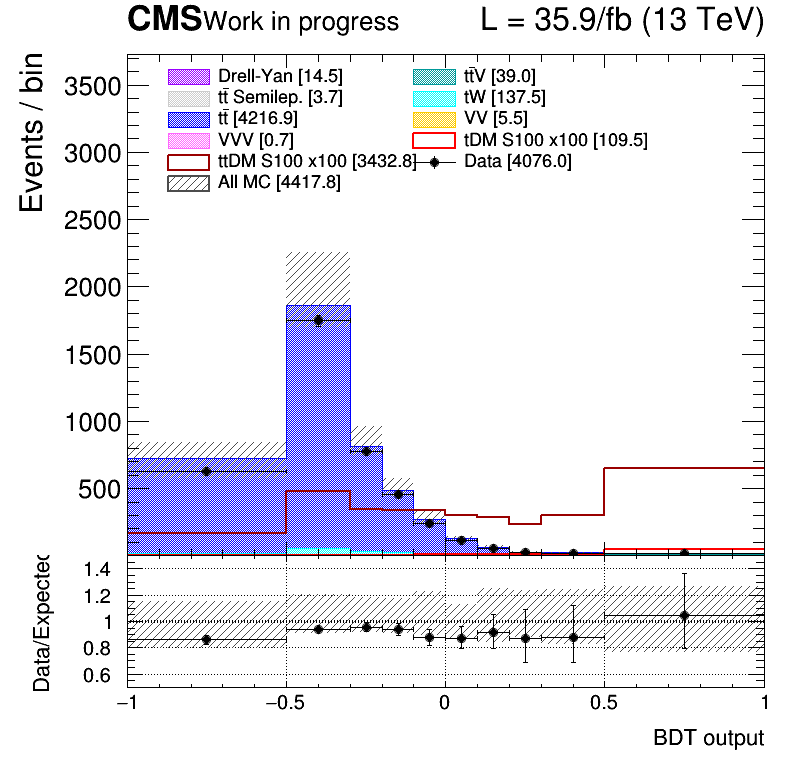 CMS Work in progress L = 35.9/fb (13 TeV)
Events / bin
Drell-Yan [14.5] tt̄V [39.0]
tt̄ Semilep. [3.7] tW [137.5]
tt̄ [4216.9] VV [5.5]
VVV [0.7] tDM S100 x100 [109.5]
ttDM S100 x100 [3432.8] Data [4076.0]
All MC [4417.8]
3500
3000
2500
2000
1500
1000
500
Data/Expected
1.4
1.2
1
0.8
0.6
−1 −0.5 0 0.5 1
BDT output